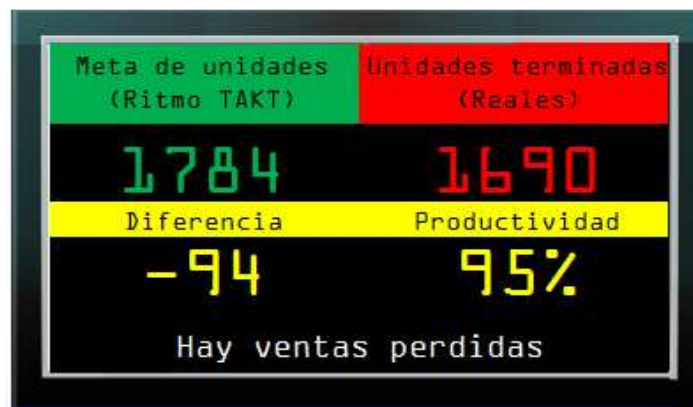 Meta de unidades
(Ritmo TAKT)
Unidades terminadas
(Reales)
1784
1690
Diferencia
Productividad
-94
95%
Hay ventas perdidas